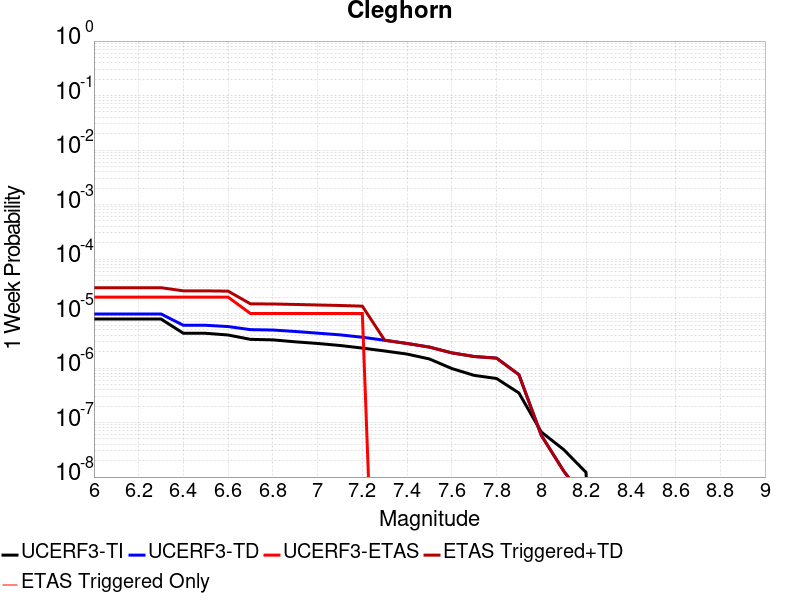 Cleghorn
1 Week Probability
10^0
10^-1
10^-2
10^-3
10^-4
10^-5
10^-6
10^-7
10^-8
6 6.2 6.4 6.6 6.8 7 7.2 7.4 7.6 7.8 8 8.2 8.4 8.6 8.8 9
Magnitude
UCERF3-TI UCERF3-TD UCERF3-ETAS ETAS Triggered+TD
ETAS Triggered Only